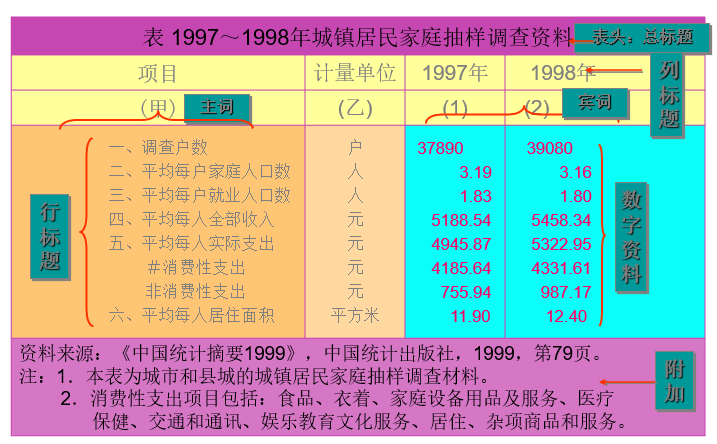 表 1997～1998年城镇居民家庭抽样调查资料 表头：总标题
项目 计量单位 1997年 1998年 列标题
（甲） 主词 (乙) (1) (2) 宾词
一、调查户数 户 37890 39080
二、平均每户家庭人口数 人 3.19 3.16
三、平均每户就业人口数 人 1.83 1.80
四、平均每人全部收入 元 5188.54 5458.34
五、平均每人实际支出 元 4945.87 5322.95
#消费性支出 元 4185.64 4331.61
非消费性支出 元 755.94 987.17
六、平均每人居住面积 平方米 11.90 12.40
行标题
数字资料
资料来源：《中国统计摘要1999》，中国统计出版社，1999，第79页。
注：1．本表为城市和县城的城镇居民家庭抽样调查材料。
2．消费性支出项目包括：食品、衣着、家庭设备用品及服务、医疗
保健、交通和通讯、娱乐教育文化服务、居住、杂项商品和服务。
附加